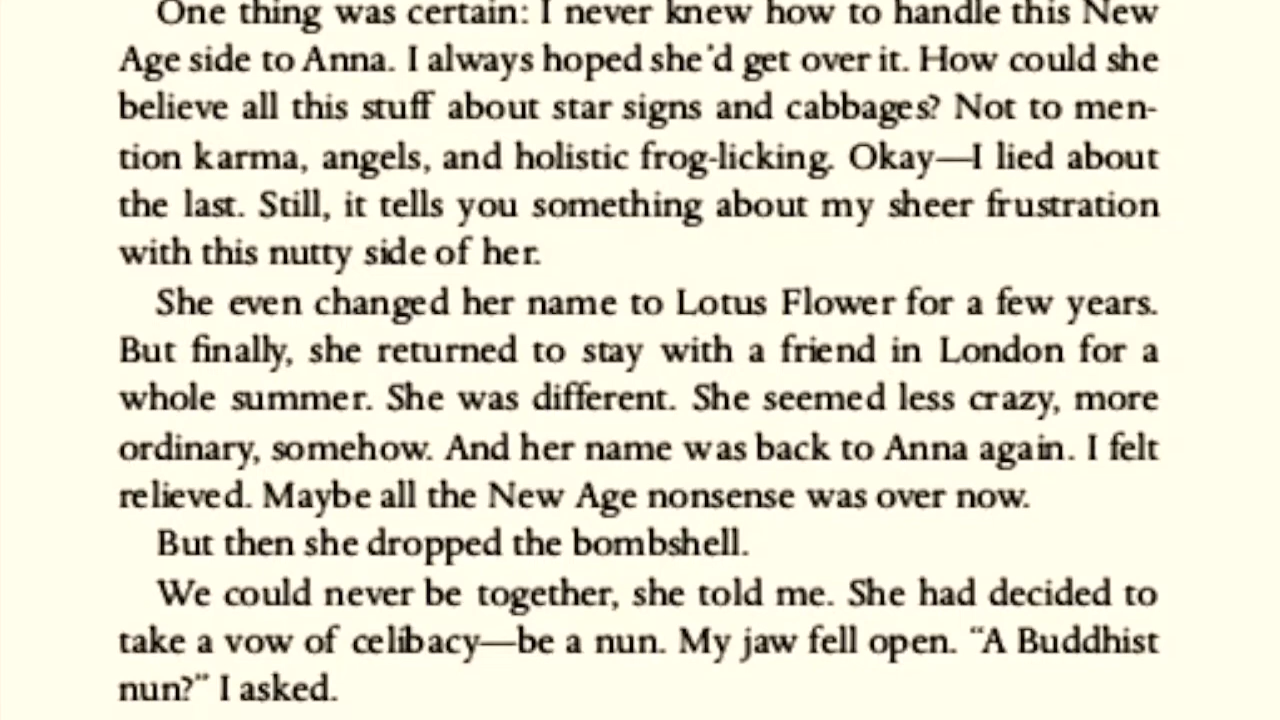 One thing was certain: I never knew how to handle this New
Age side to Anna. I always hoped she'd get over it. How could she
believe all this stuff about star signs and cabbages? Not to men-
tion karma, angels, and holistic frog-licking. Okay—I lied about
the last. Still, it tells you something about my sheer frustration
with this nutty side of her.
She even changed her name to Lotus Flower for a few years.
But finally, she returned to stay with a friend in London for a
whole summer. She was different. She seemed less crazy, more
ordinary, somehow. And her name was back to Anna again. I felt
relieved. Maybe all the New Age nonsense was over now.
But then she dropped the bombshell.
We could never be together, she told me. She had decided to
take a vow of celibacy—be a nun. My jaw fell open. “A Buddhist
nun?” I asked.